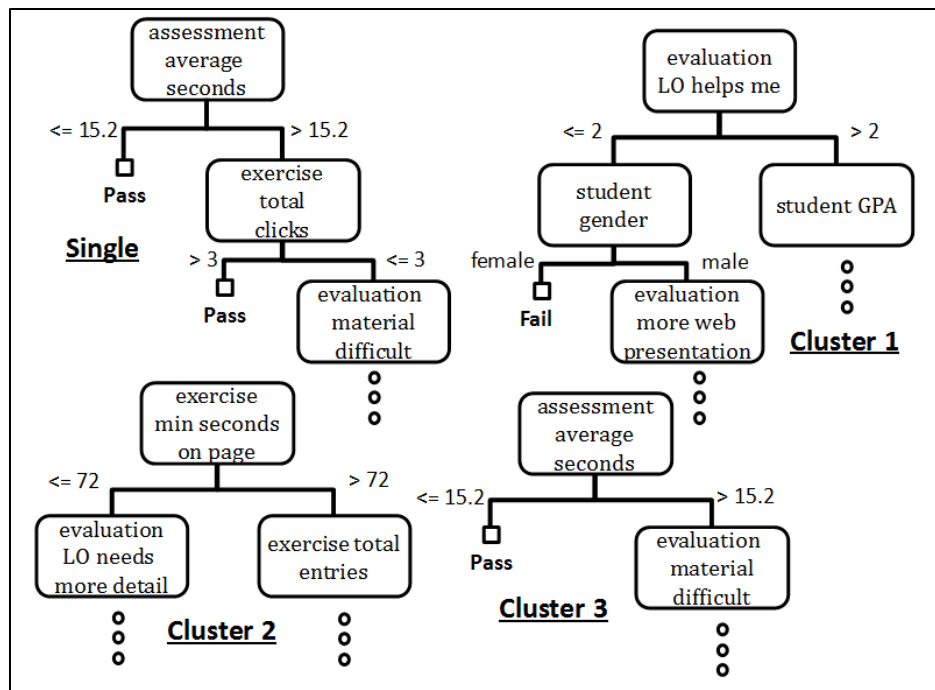 assessment
average
seconds
<= 15.2
> 15.2
Pass
exercise
total
clicks
Single
> 3
<= 3
Pass
evaluation
material
difficult
evaluation
LO helps me
<= 2
> 2
student
gender
student GPA
female
male
Fail
evaluation
more web
presentation
Cluster 1
exercise
min seconds
on page
<= 72
> 72
evaluation
LO needs
more detail
exercise total
entries
Cluster 2
assessment
average
seconds
<= 15.2
> 15.2
Pass
evaluation
material
difficult
Cluster 3